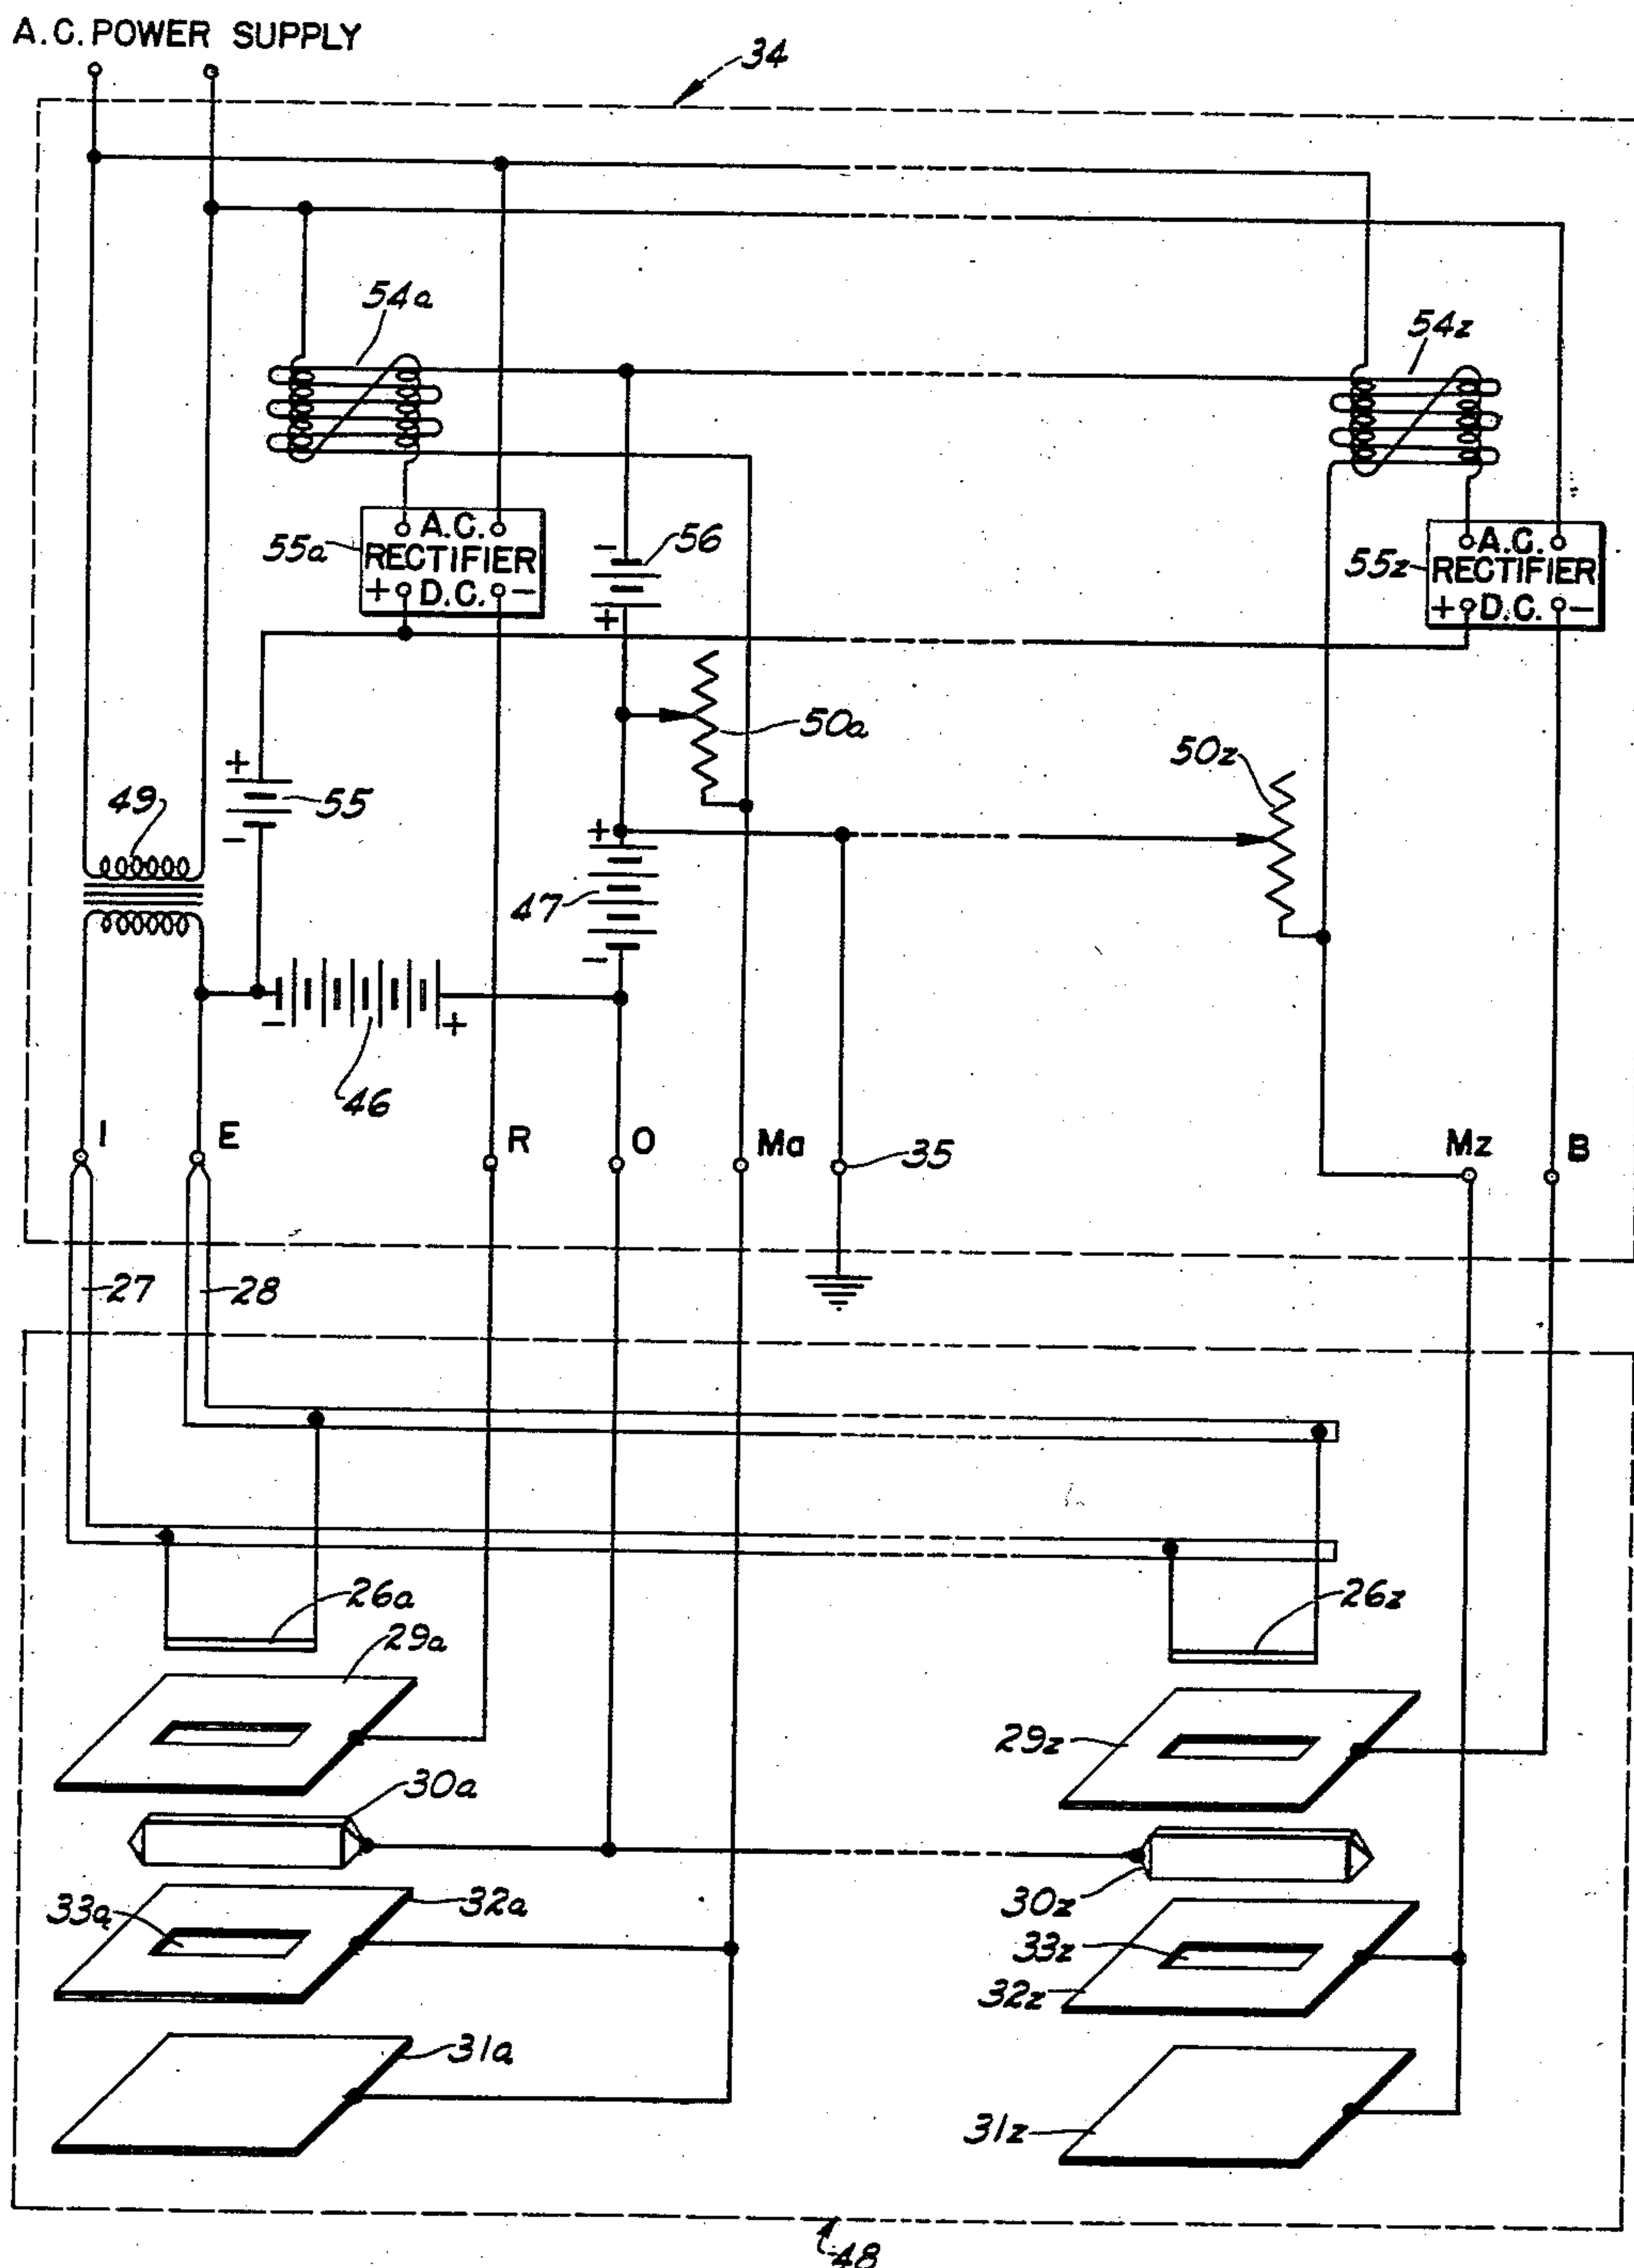 A.C. POWER SUPPLY
34
54a
54z
A.C.
RECTIFIER
+ D.C. -
55a
- 56
+
A.C.
RECTIFIER
+ D.C. -
55z
50a
50z
+
55
-
49
+
47
-
-
+
46
I
E
R
O
Ma
35
Mz
B
27
28
26a
26z
29a
29z
30a
30z
33a
32a
33z
32z
31a
31z
48